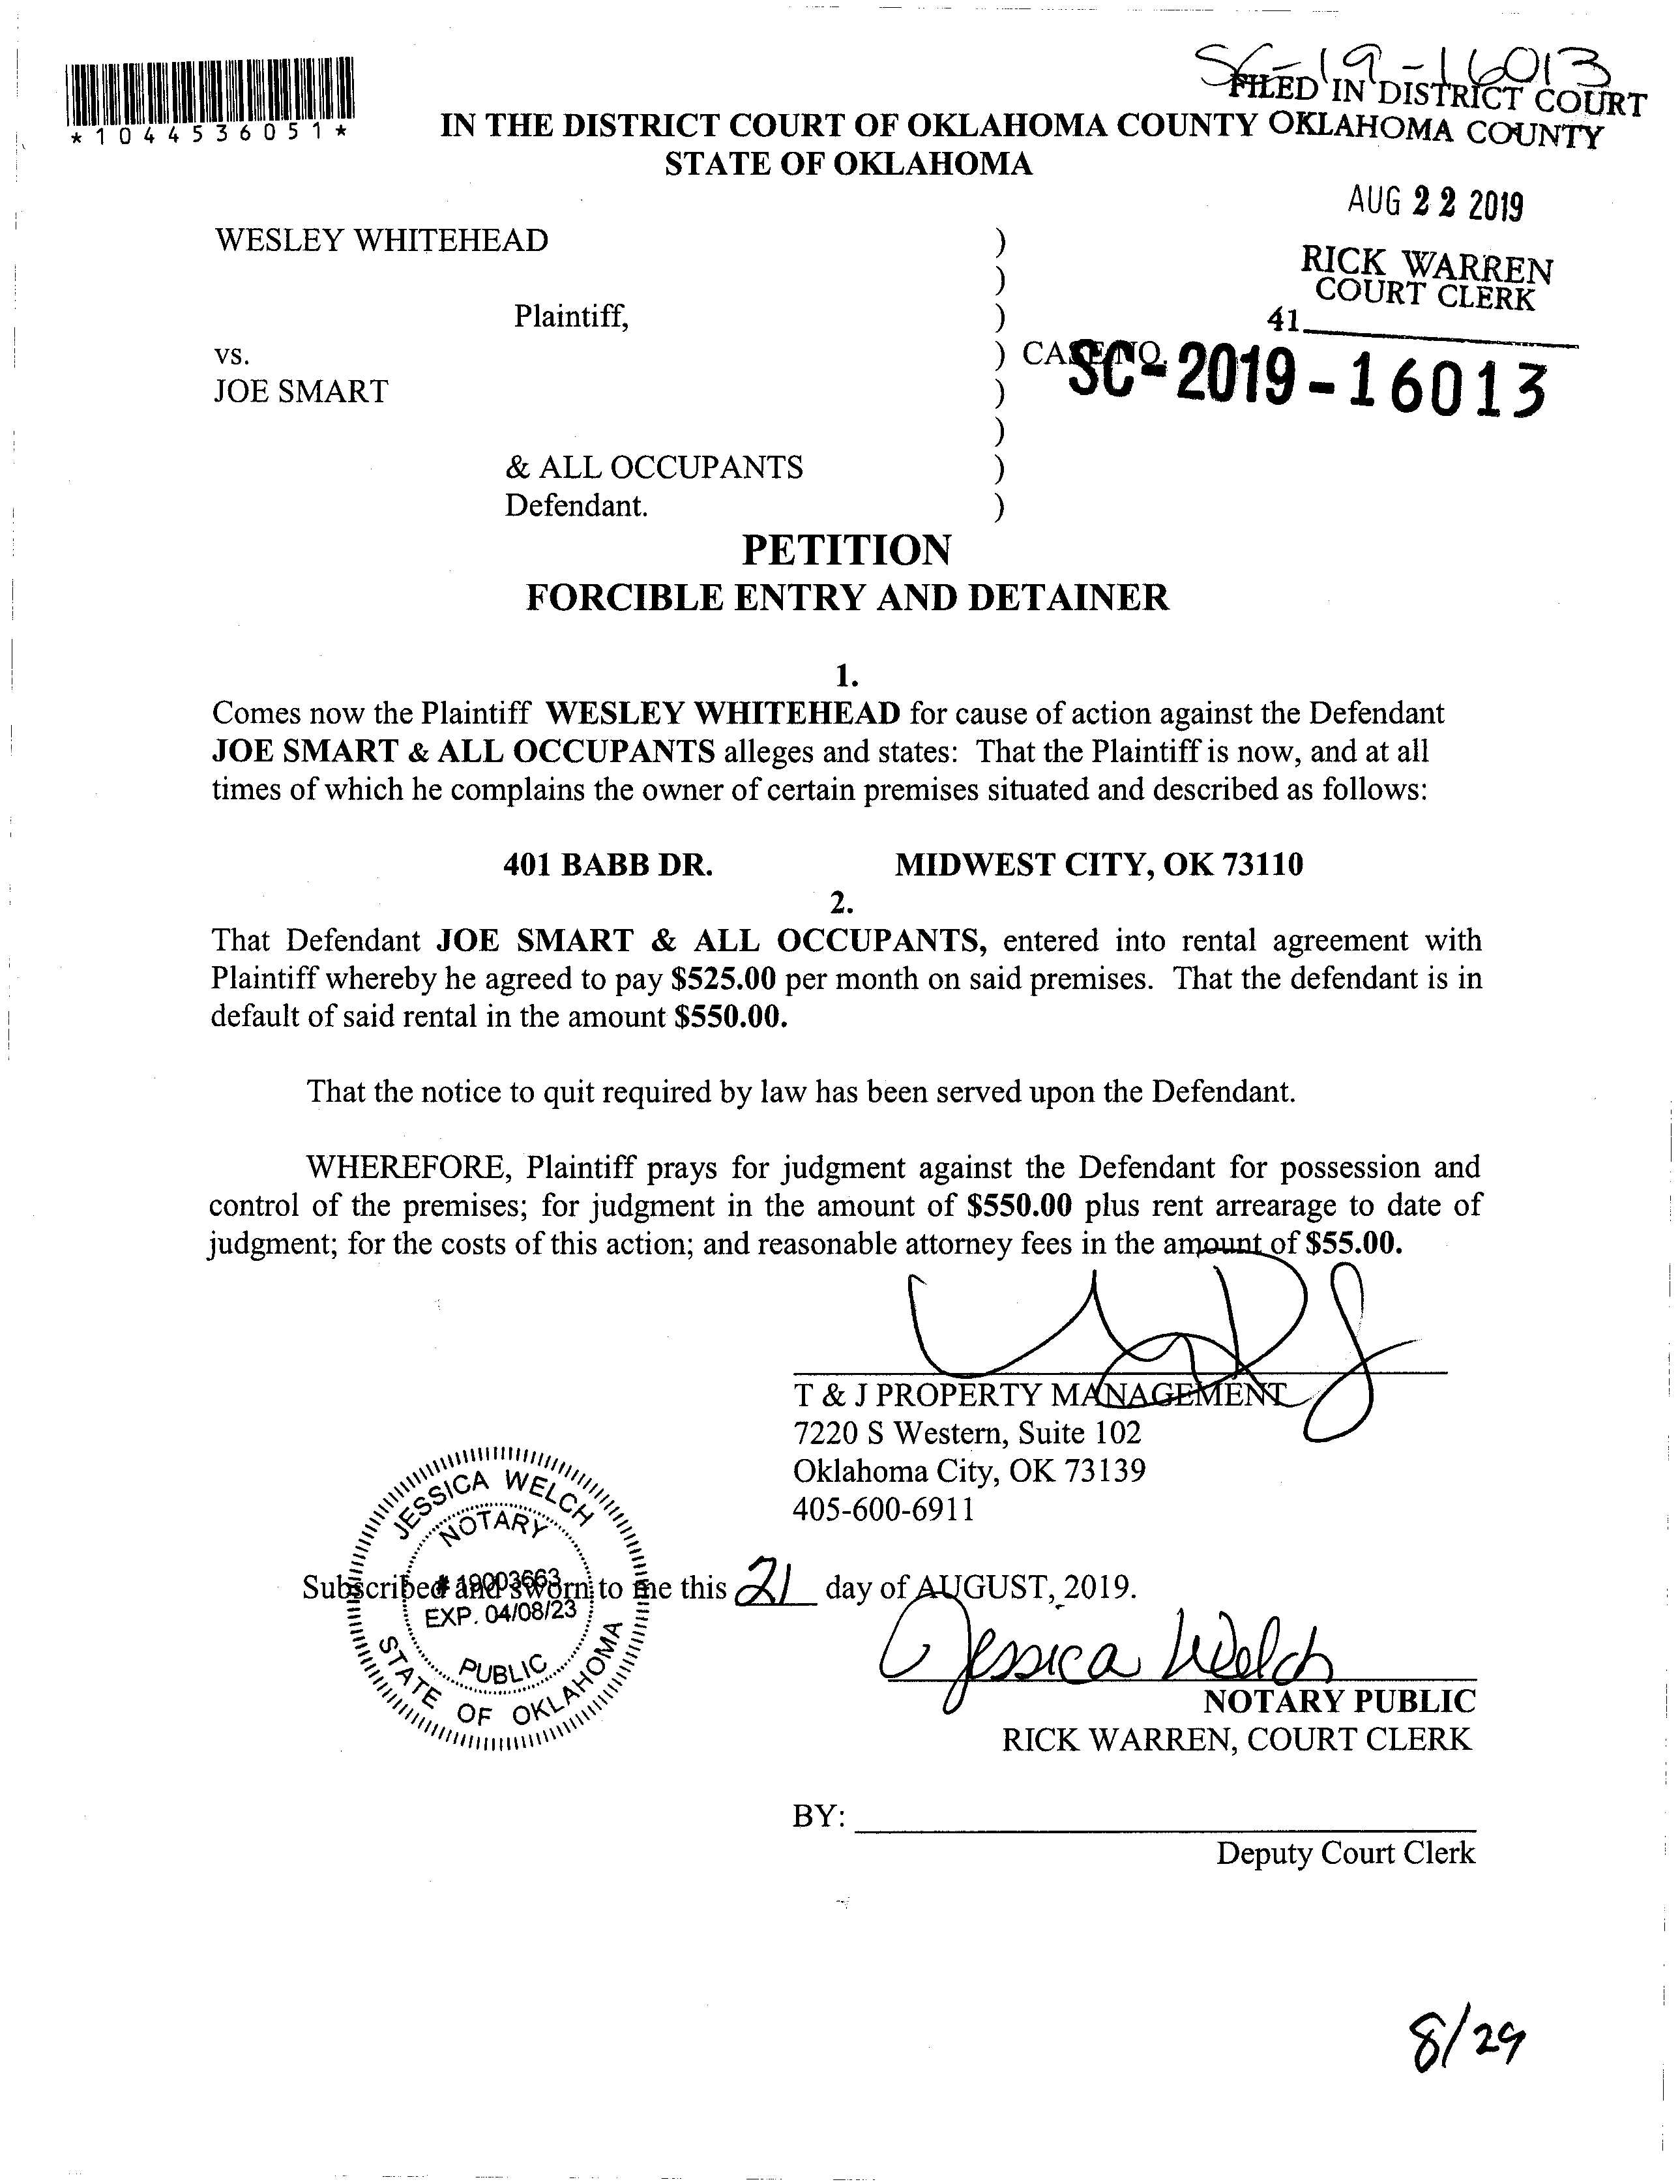 SC-19-16013
FILED IN DISTRICT COURT
*1044536051*
IN THE DISTRICT COURT OF OKLAHOMA COUNTY OKLAHOMA COUNTY
STATE OF OKLAHOMA
AUG 22 2019
WESLEY WHITEHEAD )
)
RICK WARREN
COURT CLERK
Plaintiff, )
41
vs. ) CASE NO. SC-2019-16013
JOE SMART )
)
& ALL OCCUPANTS )
Defendant. )
PETITION
FORCIBLE ENTRY AND DETAINER
1.
Comes now the Plaintiff WESLEY WHITEHEAD for cause of action against the Defendant
JOE SMART & ALL OCCUPANTS alleges and states: That the Plaintiff is now, and at all
times of which he complains the owner of certain premises situated and described as follows:
401 BABB DR. MIDWEST CITY, OK 73110
2.
That Defendant JOE SMART & ALL OCCUPANTS, entered into rental agreement with
Plaintiff whereby he agreed to pay $525.00 per month on said premises. That the defendant is in
default of said rental in the amount $550.00.
That the notice to quit required by law has been served upon the Defendant.
WHEREFORE, Plaintiff prays for judgment against the Defendant for possession and
control of the premises; for judgment in the amount of $550.00 plus rent arrearage to date of
judgment; for the costs of this action; and reasonable attorney fees in the amount of $55.00.
T & J PROPERTY MANAGEMENT
7220 S Western, Suite 102
Oklahoma City, OK 73139
405-600-6911
JESSICA WELCH
NOTARY
# 19003663
EXP. 04/08/23
PUBLIC
STATE OF OKLAHOMA
Subscribed and sworn to me this 21 day of AUGUST, 2019.
Jessica Welch
NOTARY PUBLIC
RICK WARREN, COURT CLERK
BY:
Deputy Court Clerk
8/29